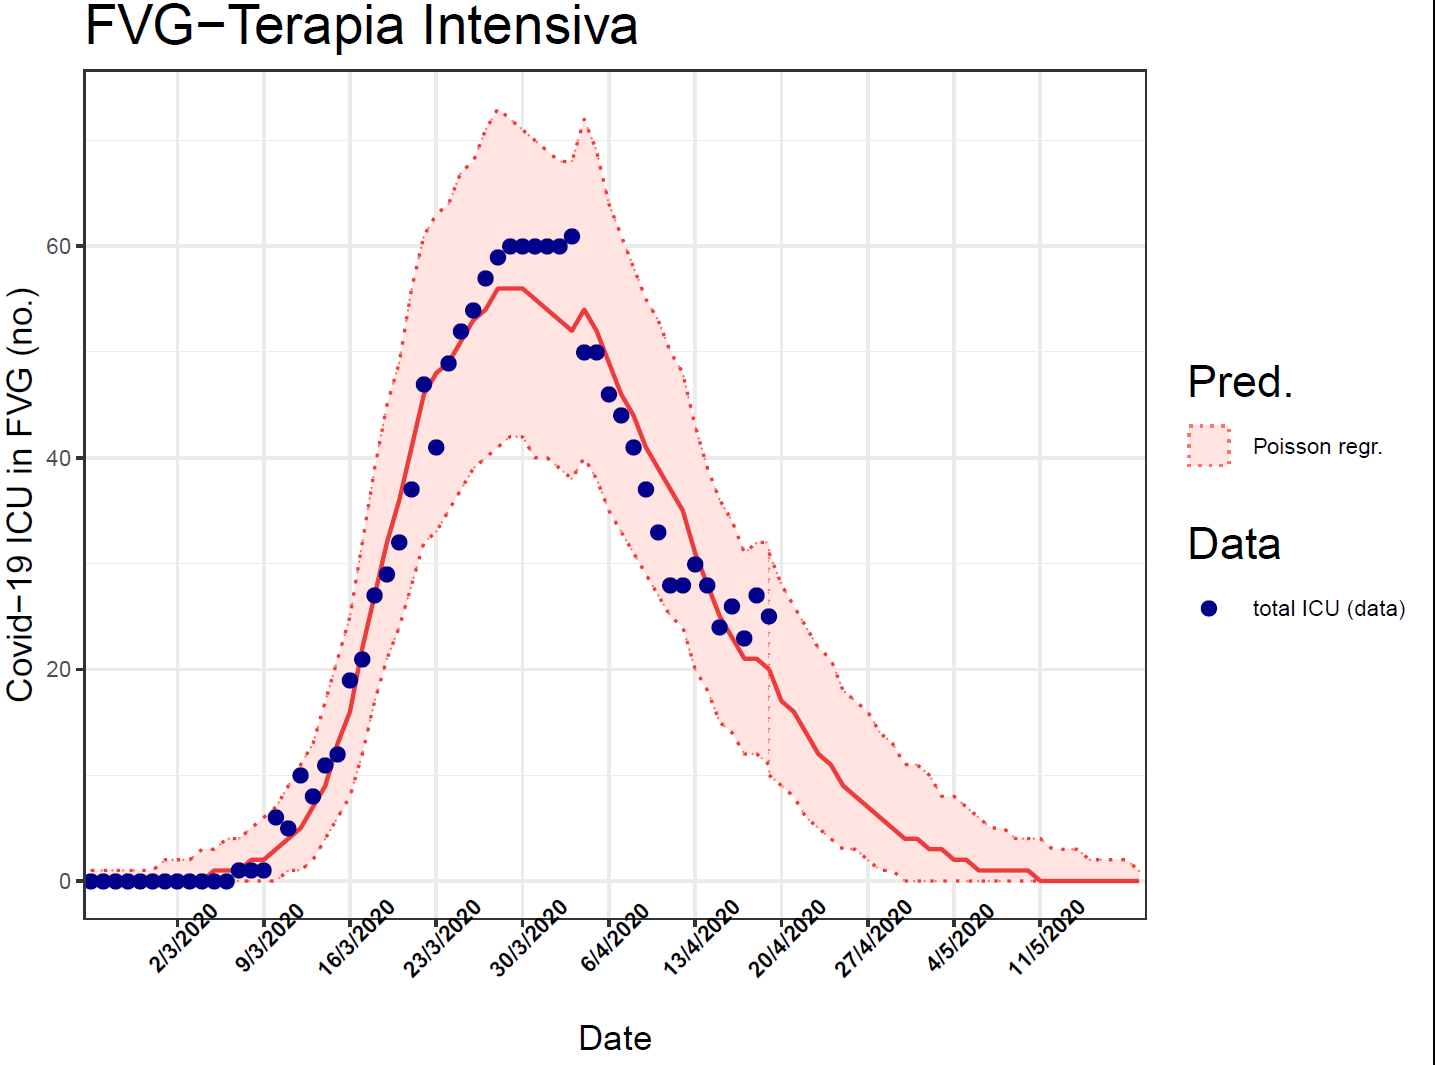 FVG−Terapia Intensiva
Covid−19 ICU in FVG (no.)
60
40
20
0
2/3/2020
9/3/2020
16/3/2020
23/3/2020
30/3/2020
6/4/2020
13/4/2020
20/4/2020
27/4/2020
4/5/2020
11/5/2020
Date
Pred.
Poisson regr.
Data
total ICU (data)